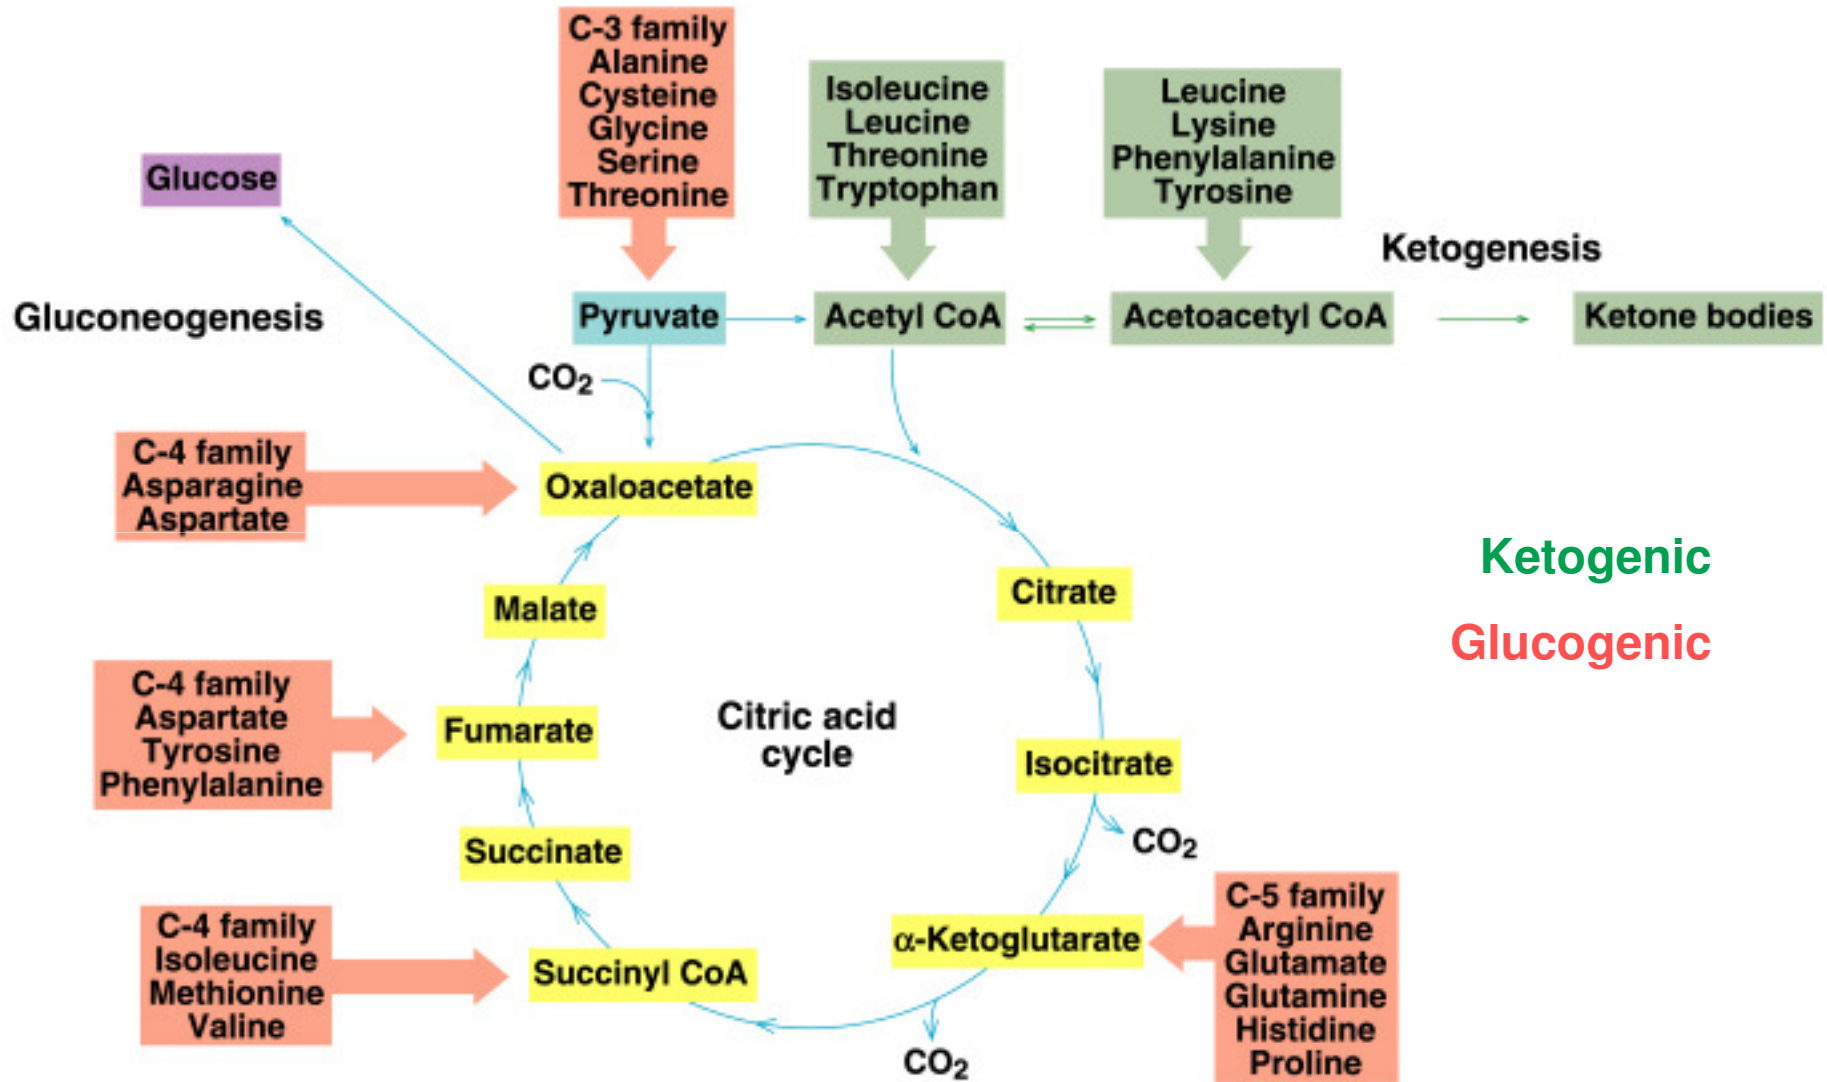 C-3 family
Alanine
Cysteine
Glycine
Serine
Threonine
Isoleucine
Leucine
Threonine
Tryptophan
Leucine
Lysine
Phenylalanine
Tyrosine
Glucose
Ketogenesis
Gluconeogenesis
Pyruvate
Acetyl CoA
Acetoacetyl CoA
Ketone bodies
CO2
C-4 family
Asparagine
Aspartate
Oxaloacetate
Ketogenic
Citrate
Malate
Glucogenic
C-4 family
Aspartate
Tyrosine
Phenylalanine
Fumarate
Citric acid
cycle
Isocitrate
CO2
Succinate
C-4 family
Isoleucine
Methionine
Valine
Succinyl CoA
α-Ketoglutarate
C-5 family
Arginine
Glutamate
Glutamine
Histidine
Proline
CO2